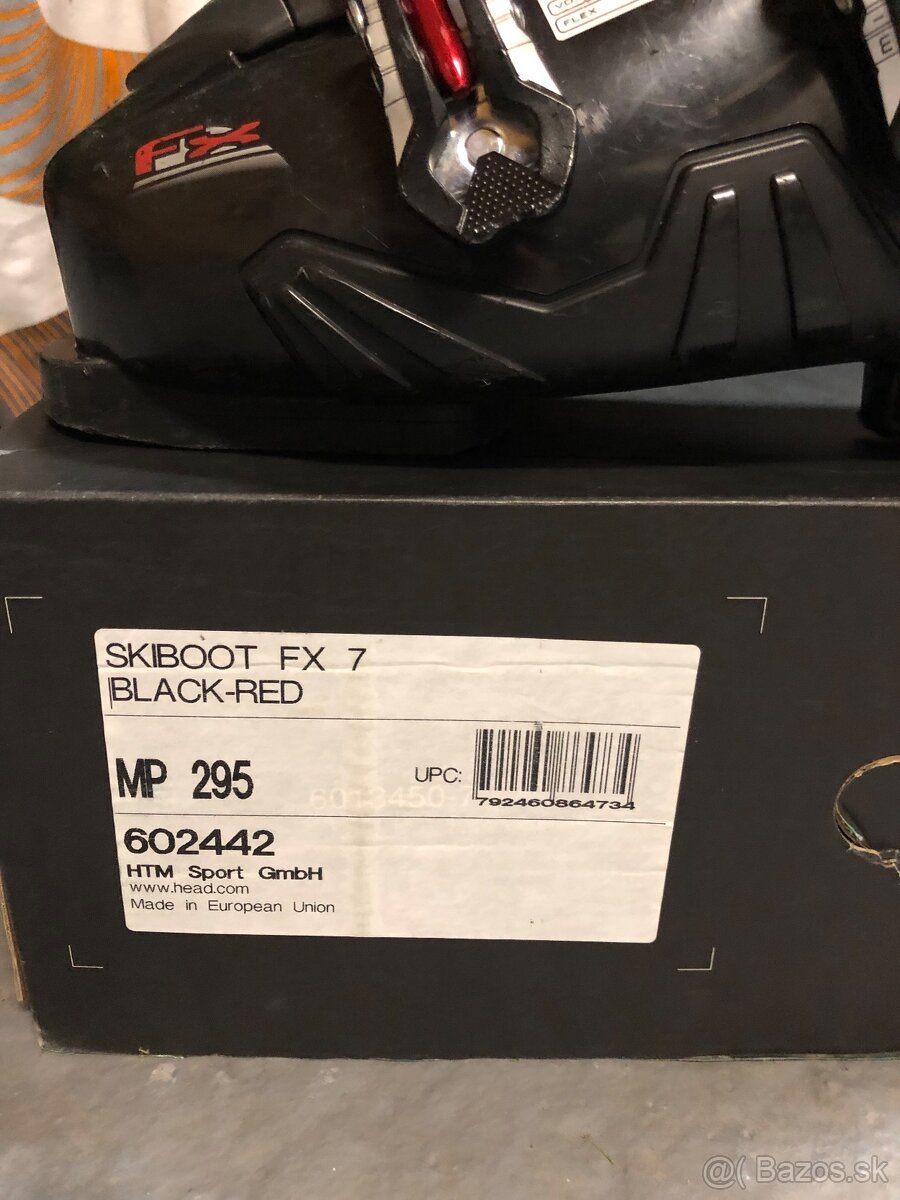 FLEX
FX
SKIBOOT FX 7
BLACK-RED
MP 295
UPC:
6013450-
792460864734
602442
HTM Sport GmbH
www.head.com
Made in European Union
@( Bazos.sk